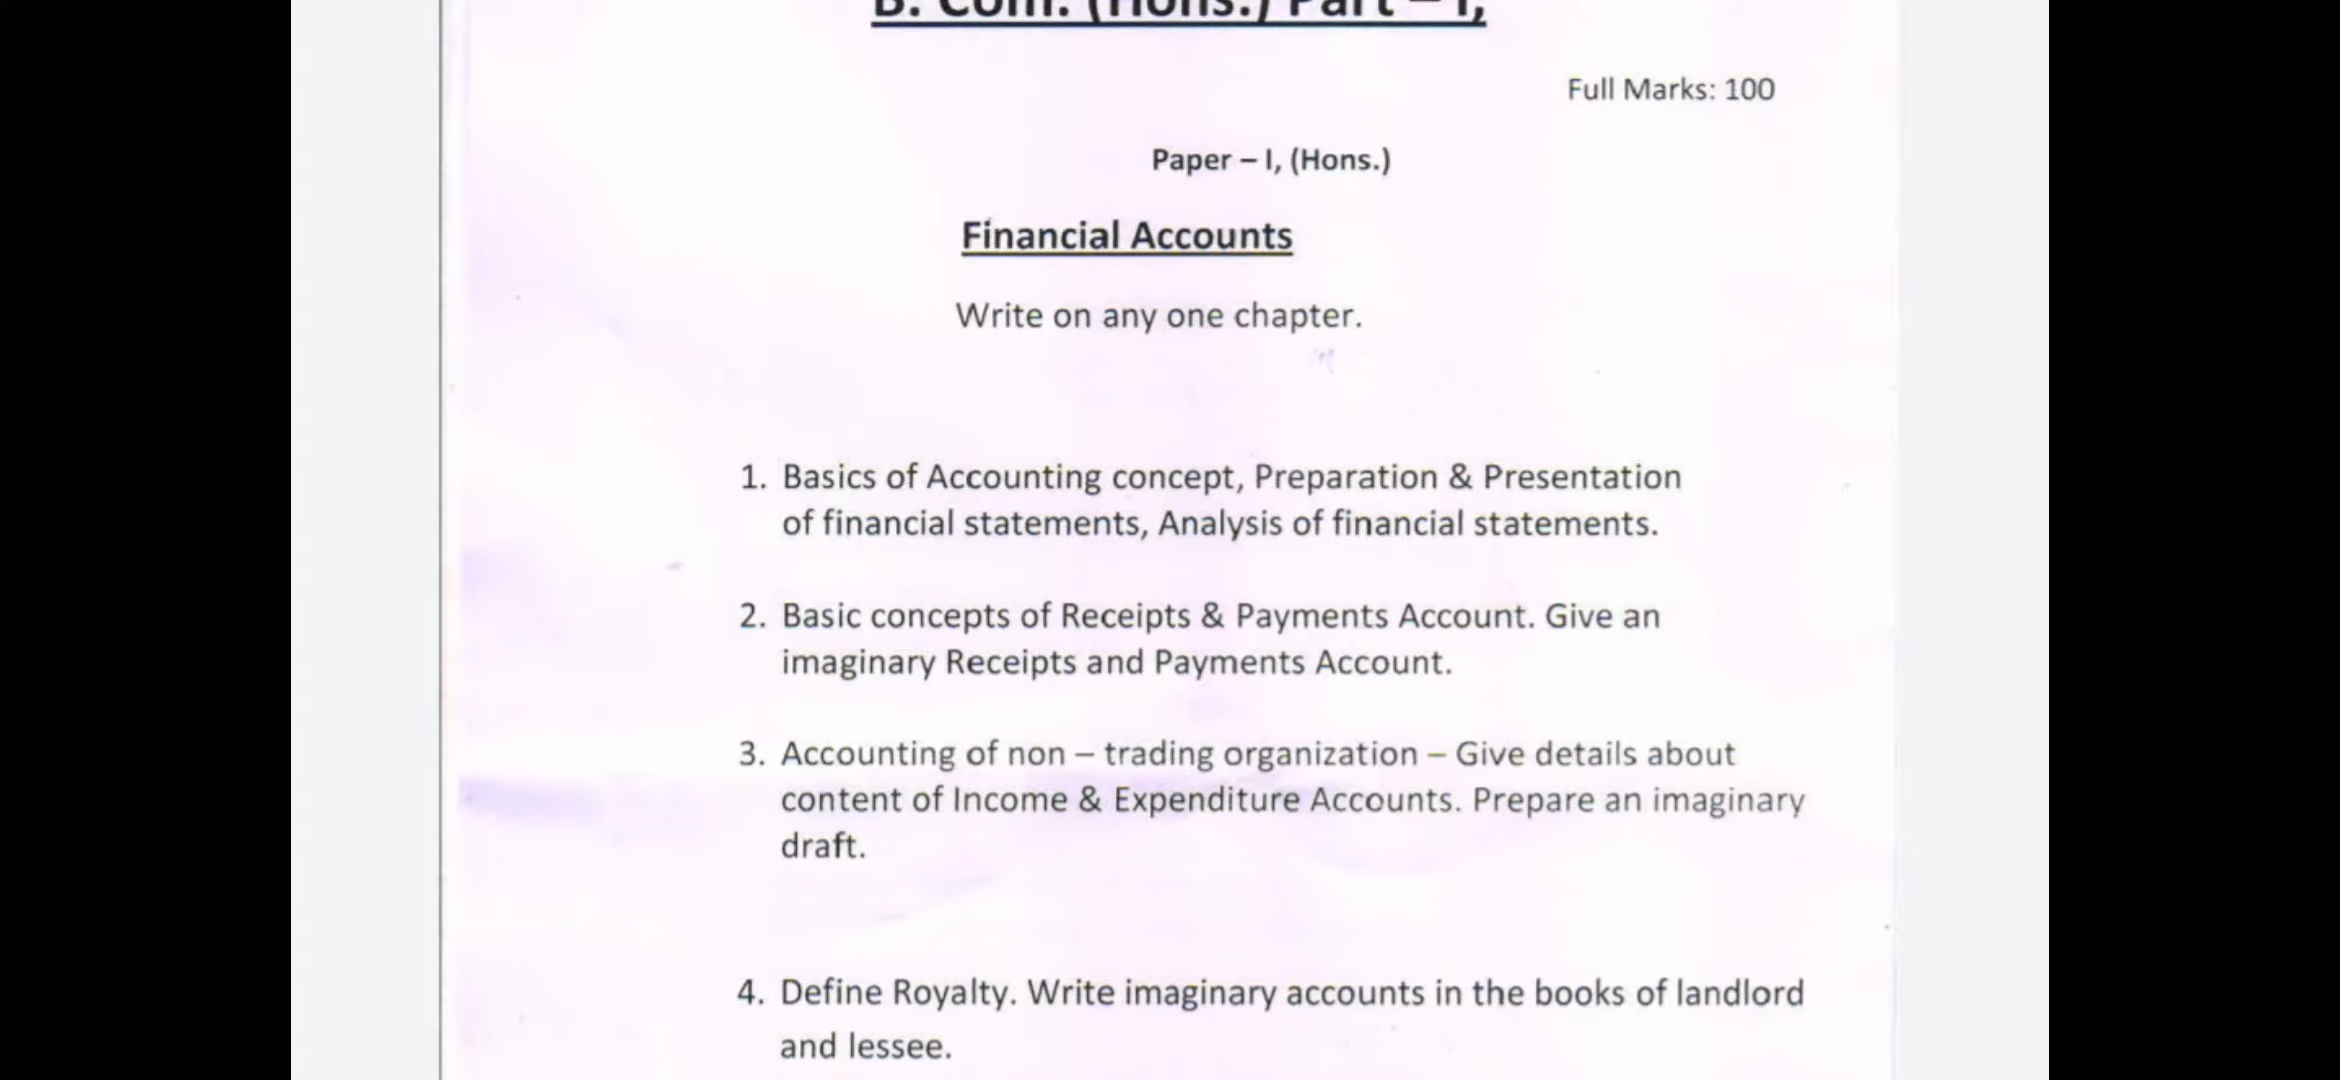 B. Com. (Hons.) Part – I,
Full Marks: 100
Paper – I, (Hons.)
Financial Accounts
Write on any one chapter.
1. Basics of Accounting concept, Preparation & Presentation
of financial statements, Analysis of financial statements.
2. Basic concepts of Receipts & Payments Account. Give an
imaginary Receipts and Payments Account.
3. Accounting of non – trading organization – Give details about
content of Income & Expenditure Accounts. Prepare an imaginary
draft.
4. Define Royalty. Write imaginary accounts in the books of landlord
and lessee.